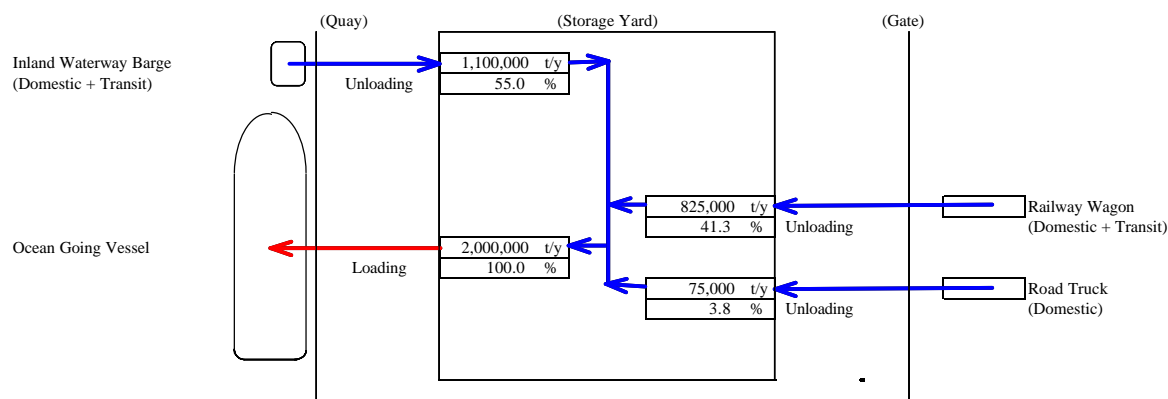 (Quay)
(Storage Yard)
(Gate)
Inland Waterway Barge
(Domestic + Transit)
Unloading
1,100,000 t/y
55.0 %
825,000 t/y
41.3 %
Unloading
Railway Wagon
(Domestic + Transit)
Ocean Going Vessel
Loading
2,000,000 t/y
100.0 %
75,000 t/y
3.8 %
Unloading
Road Truck
(Domestic)